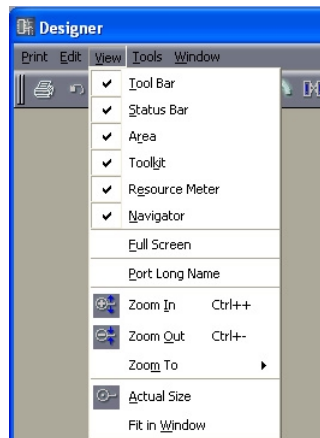 Designer
Print Edit View Tools Window
Tool Bar
Status Bar
Area
Toolkit
Resource Meter
Navigator
Full Screen
Port Long Name
Zoom In Ctrl++
Zoom Out Ctrl+-
Zoom To
Actual Size
Fit in Window